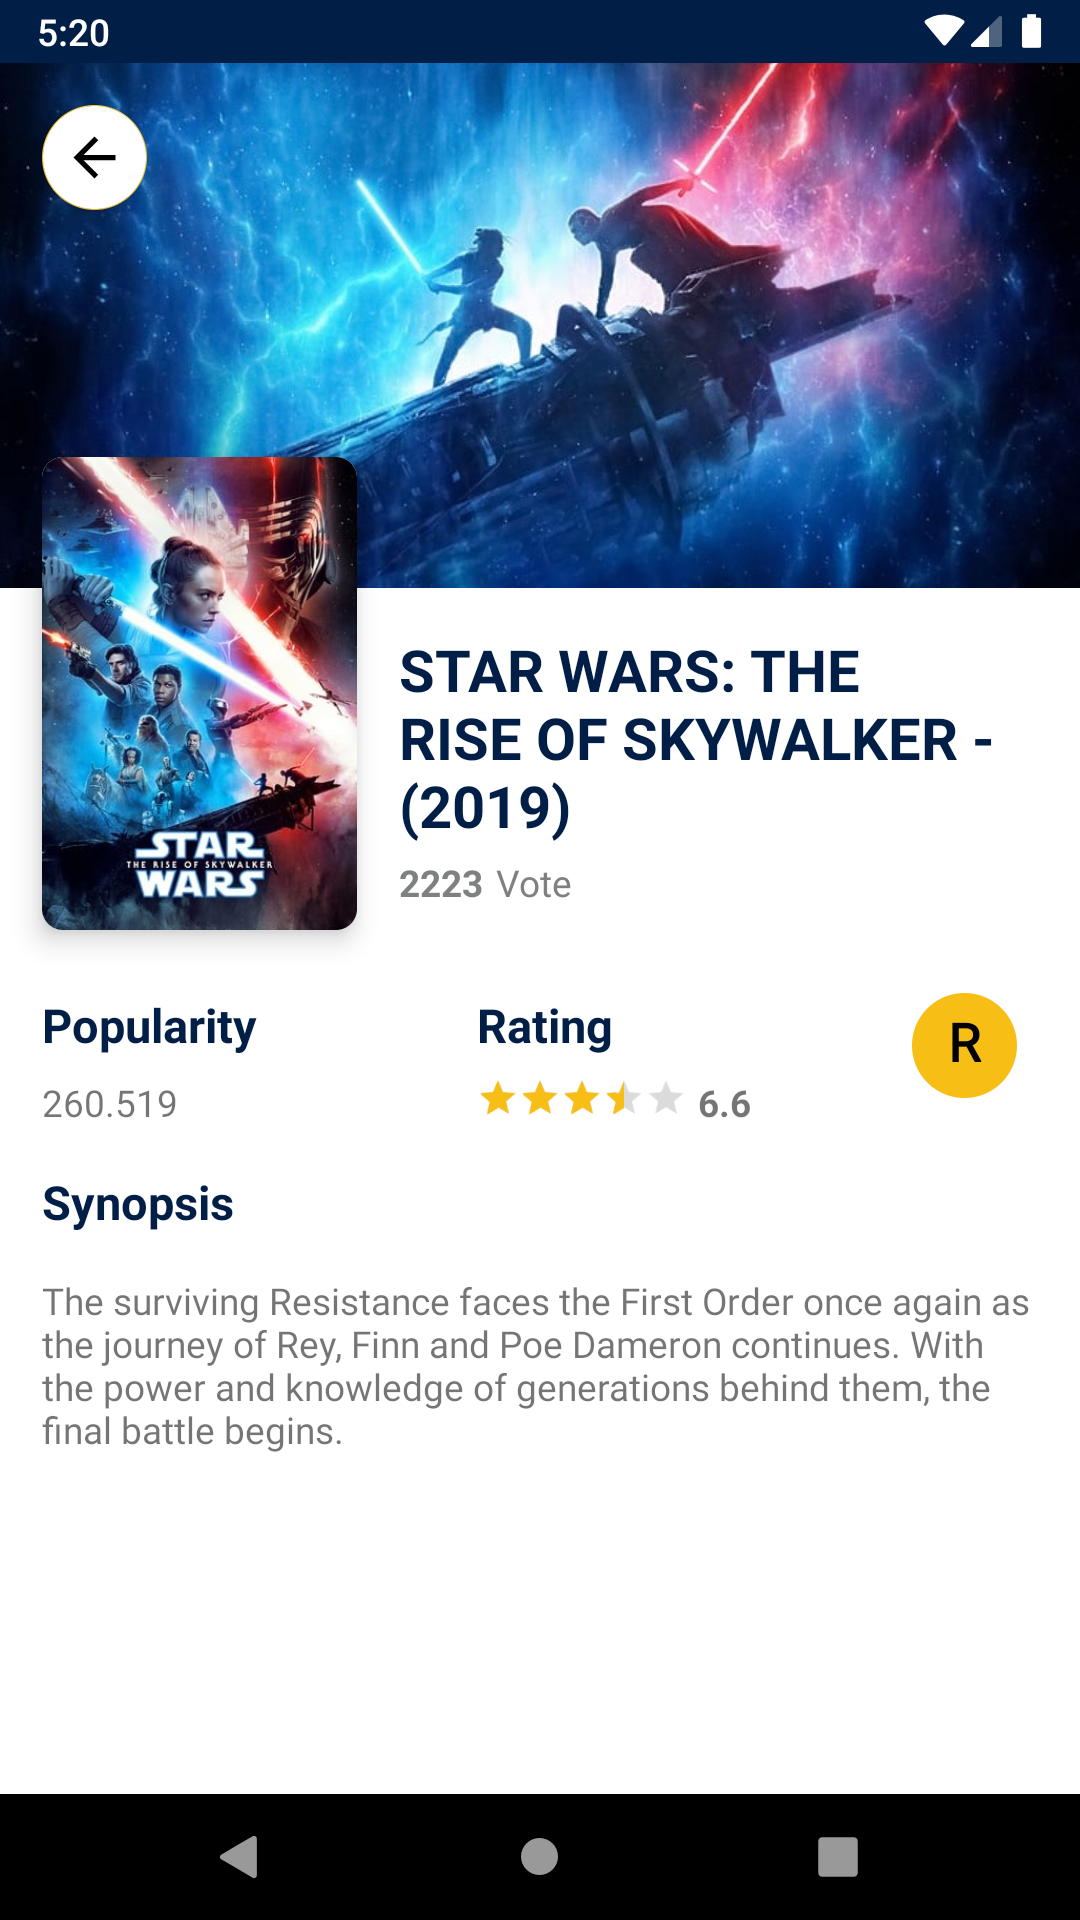 5:20
STAR
THE RISE OF SKYWALKER
WARS
STAR WARS: THE
RISE OF SKYWALKER -
(2019)
2223 Vote
Popularity
Rating
R
260.519
6.6
Synopsis
The surviving Resistance faces the First Order once again as
the journey of Rey, Finn and Poe Dameron continues. With
the power and knowledge of generations behind them, the
final battle begins.